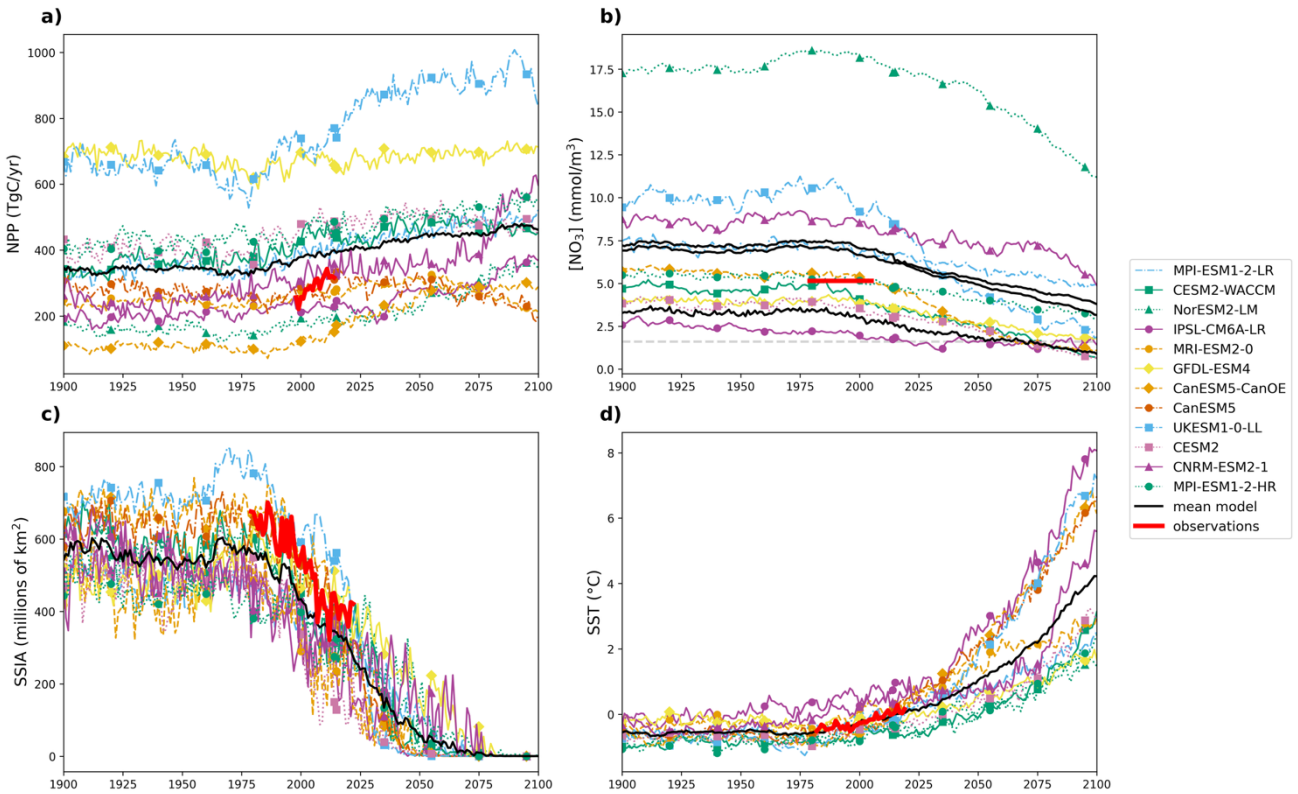 a)
NPP (TgC/yr)
1000
800
600
400
200
1900 1925 1950 1975 2000 2025 2050 2075 2100
b)
[NO₃] (mmol/m³)
17.5
15.0
12.5
10.0
7.5
5.0
2.5
0.0
1900 1925 1950 1975 2000 2025 2050 2075 2100
c)
SSIA (millions of km²)
800
600
400
200
0
1900 1925 1950 1975 2000 2025 2050 2075 2100
d)
SST (°C)
8
6
4
2
0
1900 1925 1950 1975 2000 2025 2050 2075 2100
MPI-ESM1-2-LR
CESM2-WACCM
NorESM2-LM
IPSL-CM6A-LR
MRI-ESM2-0
GFDL-ESM4
CanESM5-CanOE
CanESM5
UKESM1-0-LL
CESM2
CNRM-ESM2-1
MPI-ESM1-2-HR
mean model
observations